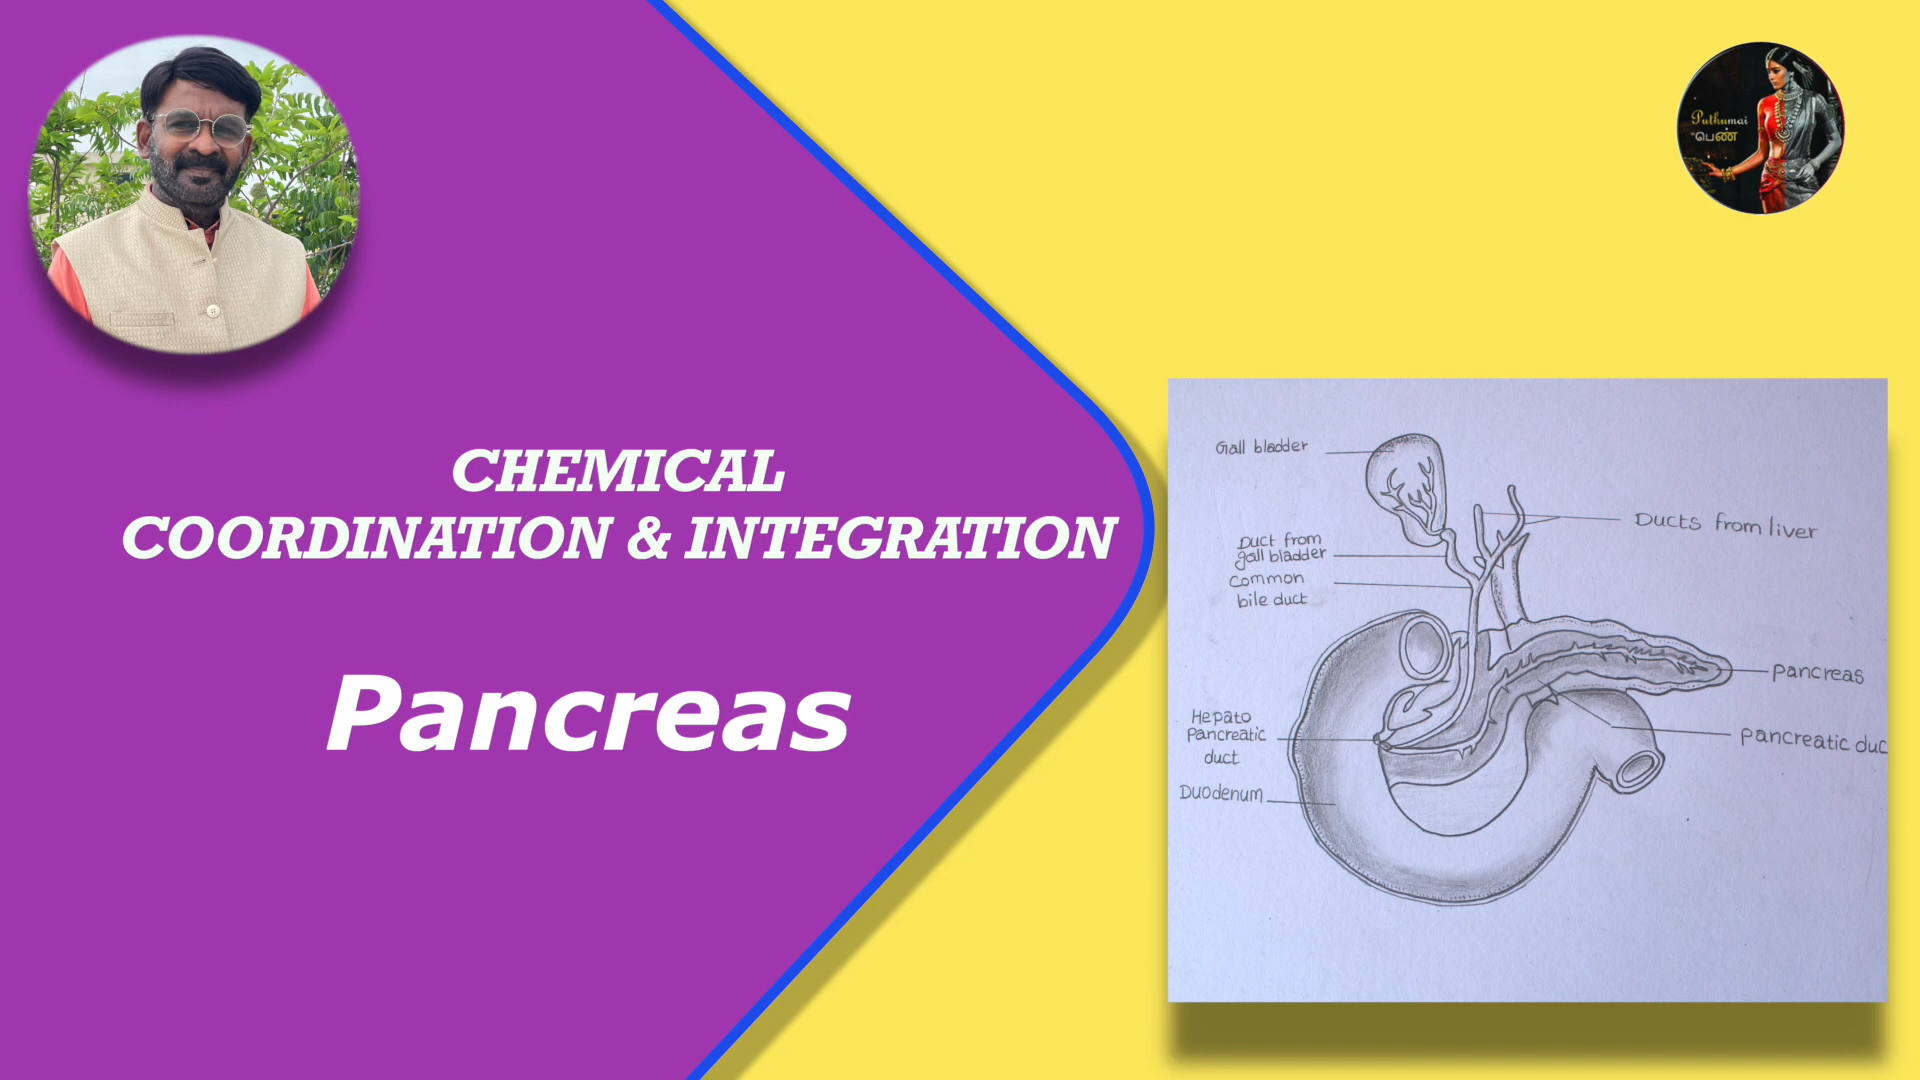 Puthumai
பெண்
CHEMICAL
COORDINATION & INTEGRATION
Pancreas
Gall bladder
Ducts from liver
Duct from
gall bladder
Common
bile duct
Pancreas
Hepato
Pancreatic
duct
Pancreatic duc
Duodenum